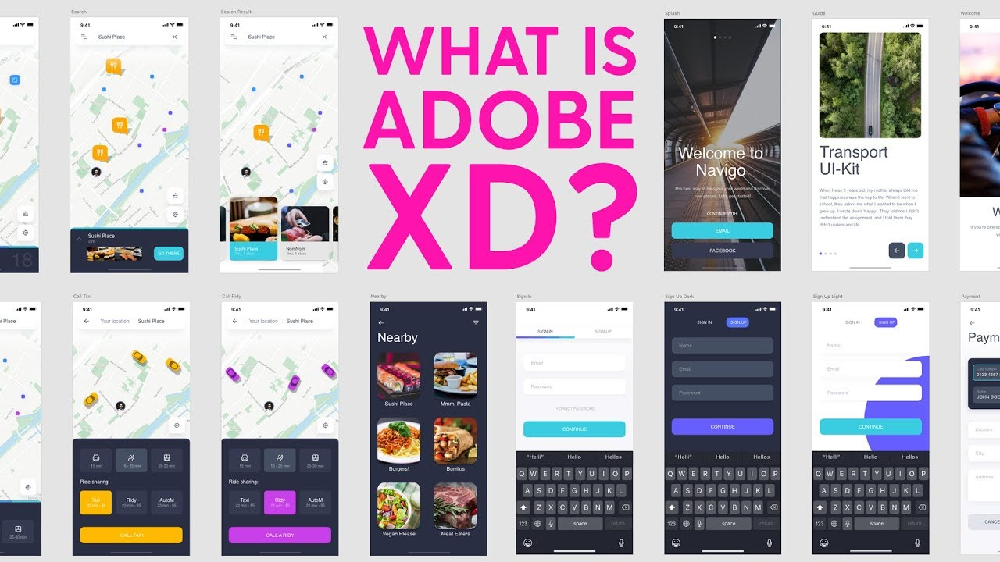 Search
9:41
Sushi Place
Sushi Place
2 mi
GO THERE
18
Search Result
9:41
Sushi Place
Sushi Place
2mi, 4 stars
NomNom
2mi, 4 stars
WHAT IS
ADOBE
XD?
Splash
9:41
Welcome to
Navigo
The best way to navigate your world and discover
new places. Lets get started!
CONTINUE WITH:
EMAIL
FACEBOOK
Guide
9:41
Transport
UI-Kit
When I was 5 years old, my mother always told me
that happiness was the key to life. When I went to
school, they asked me what I wanted to be when I
grew up. I wrote down 'happy'. They told me I didn't
understand the assignment, and I told them they
didn't understand life.
Welcome
9:41
Place
25-30 min
Call Taxi
9:41
Your location Sushi Place
15 min
16 - 25 min
25-30 min
Ride sharing:
Taxi
22 min - $5
Ridy
22 min - $5
AutoM
22 min - $5
CALL TAXI
Call Ridy
9:41
Your location Sushi Place
15 min
16 - 25 min
25-30 min
Ride sharing:
Taxi
22 min - $5
Ridy
22 min - $5
AutoM
22 min - $5
CALL A RIDY
Nearby
9:41
Nearby
Sushi Place
Mmm, Pasta
Burgers!
Burritos
Vegan Please
Meat Eaters
Sign In
9:41
SIGN IN SIGN UP
Email
Password
FORGOT PASSWORD
CONTINUE
“Helli” Hello Hellos
Q W E R T Y U I O P
A S D F G H J K L
Z X C V B N M
123 space return
Sign Up Dark
9:41
SIGN IN SIGN UP
Name
Email
Password
CONTINUE
“Helli” Hello Hellos
Q W E R T Y U I O P
A S D F G H J K L
Z X C V B N M
123 space return
Sign Up Light
9:41
SIGN IN SIGN UP
Name
Email
Password
CONTINUE
“Helli” Hello Hellos
Q W E R T Y U I O P
A S D F G H J K L
Z X C V B N M
123 space return
Payment
9:41
Paym
Card number
0123 4567
Name
JOHN DOE
Country
City
Address
CANCE